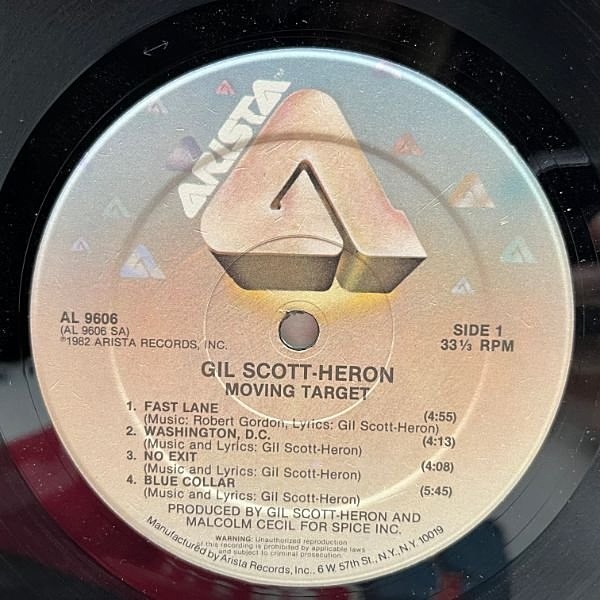 ARISTA™
AL 9606
(AL 9606 SA)
℗1982 ARISTA RECORDS, INC.
SIDE 1
33⅓ RPM
GIL SCOTT-HERON
MOVING TARGET
1. FAST LANE (4:55)
(Music: Robert Gordon, Lyrics: Gil Scott-Heron)
2. WASHINGTON, D.C. (4:13)
(Music and Lyrics: Gil Scott-Heron)
3. NO EXIT (4:08)
(Music and Lyrics: Gil Scott-Heron)
4. BLUE COLLAR (5:45)
(Music and Lyrics: Gil Scott-Heron)
PRODUCED BY GIL SCOTT-HERON AND
MALCOLM CECIL FOR SPICE INC.
WARNING: Unauthorized reproduction
of this recording is prohibited by applicable laws
and subject to criminal prosecution.
Manufactured by Arista Records, Inc., 6 W 57th St., N.Y., N.Y. 10019